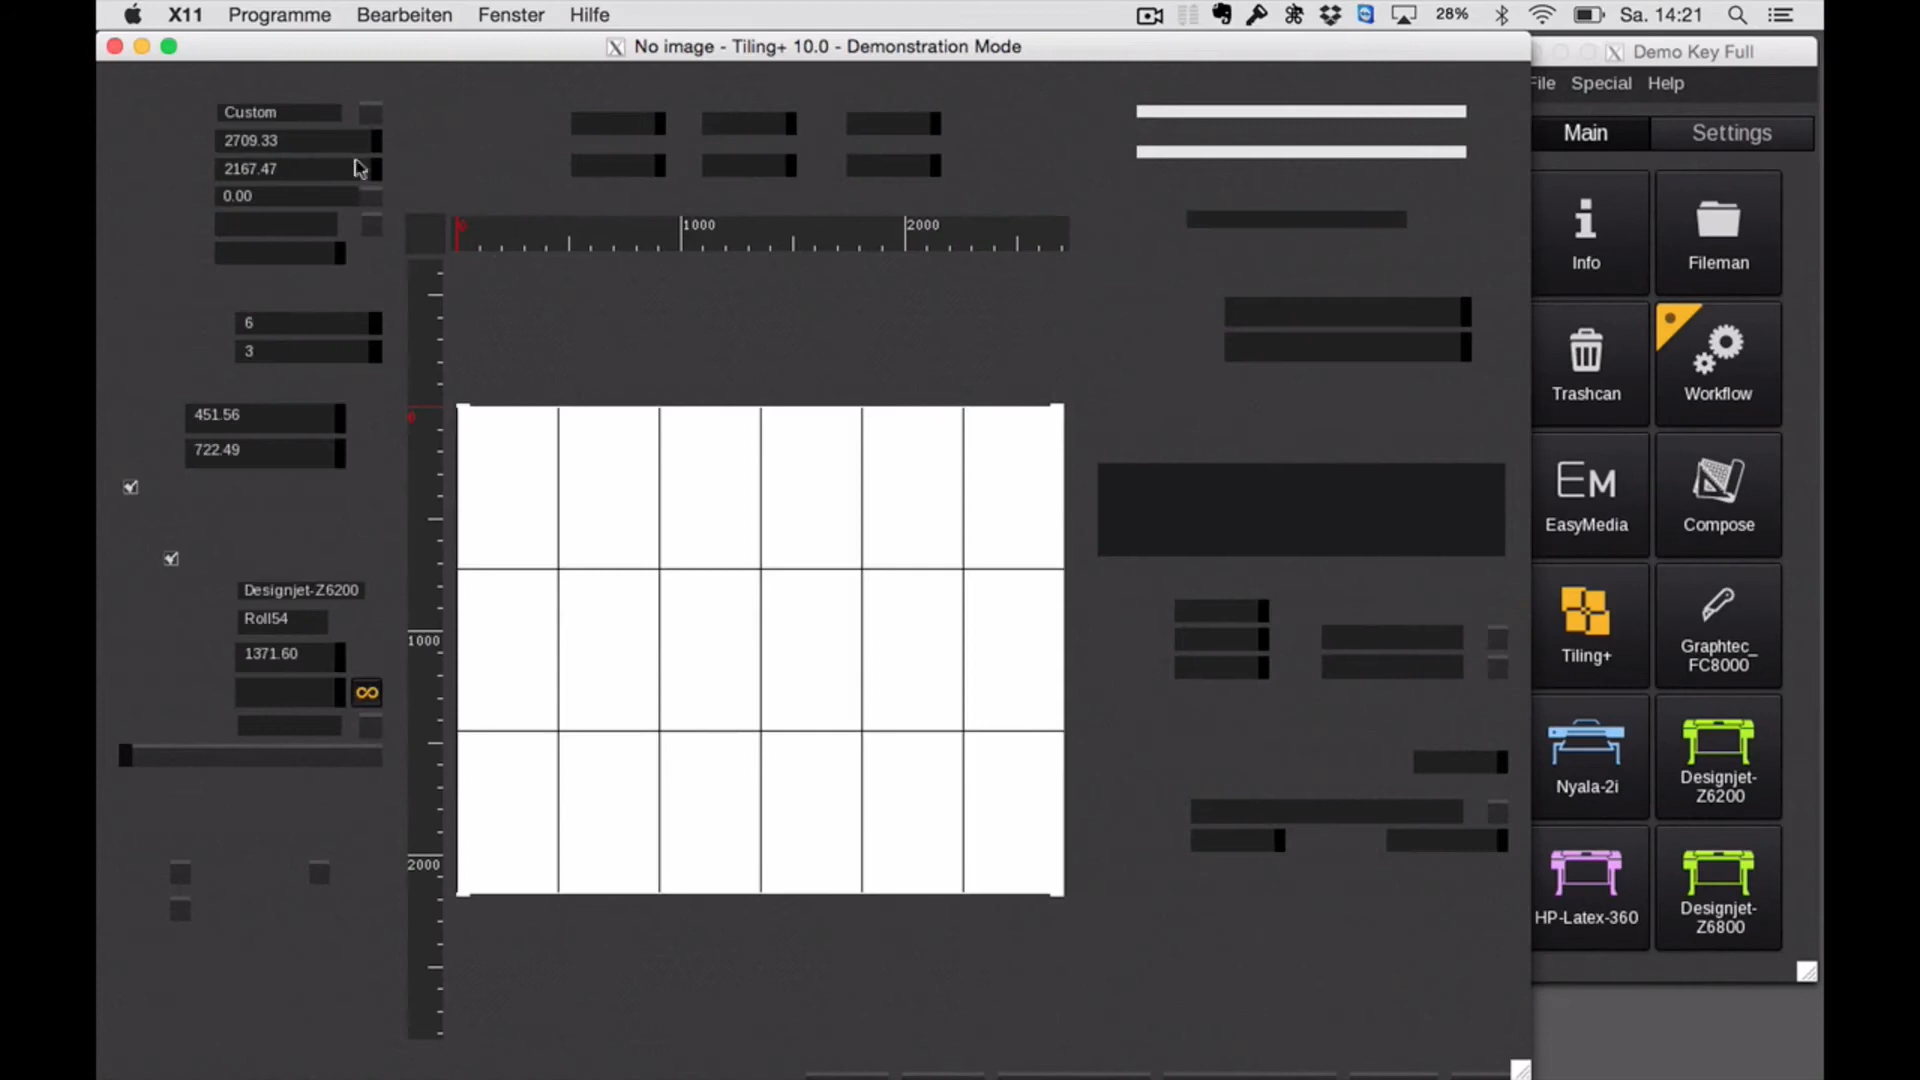 X11 Programme Bearbeiten Fenster Hilfe
28% Sa. 14:21
No image - Tiling+ 10.0 - Demonstration Mode
Demo Key Full
File Special Help
Main Settings
Custom
2709.33
2167.47
0.00
6
3
451.56
722.49
Designjet-Z6200
Roll54
1371.60
0 1000 2000
0
1000
2000
Info
Fileman
Trashcan
Workflow
EM
EasyMedia
Compose
Tiling+
Graphtec_
FC8000
Nyala-2i
Designjet-
Z6200
HP-Latex-360
Designjet-
Z6800